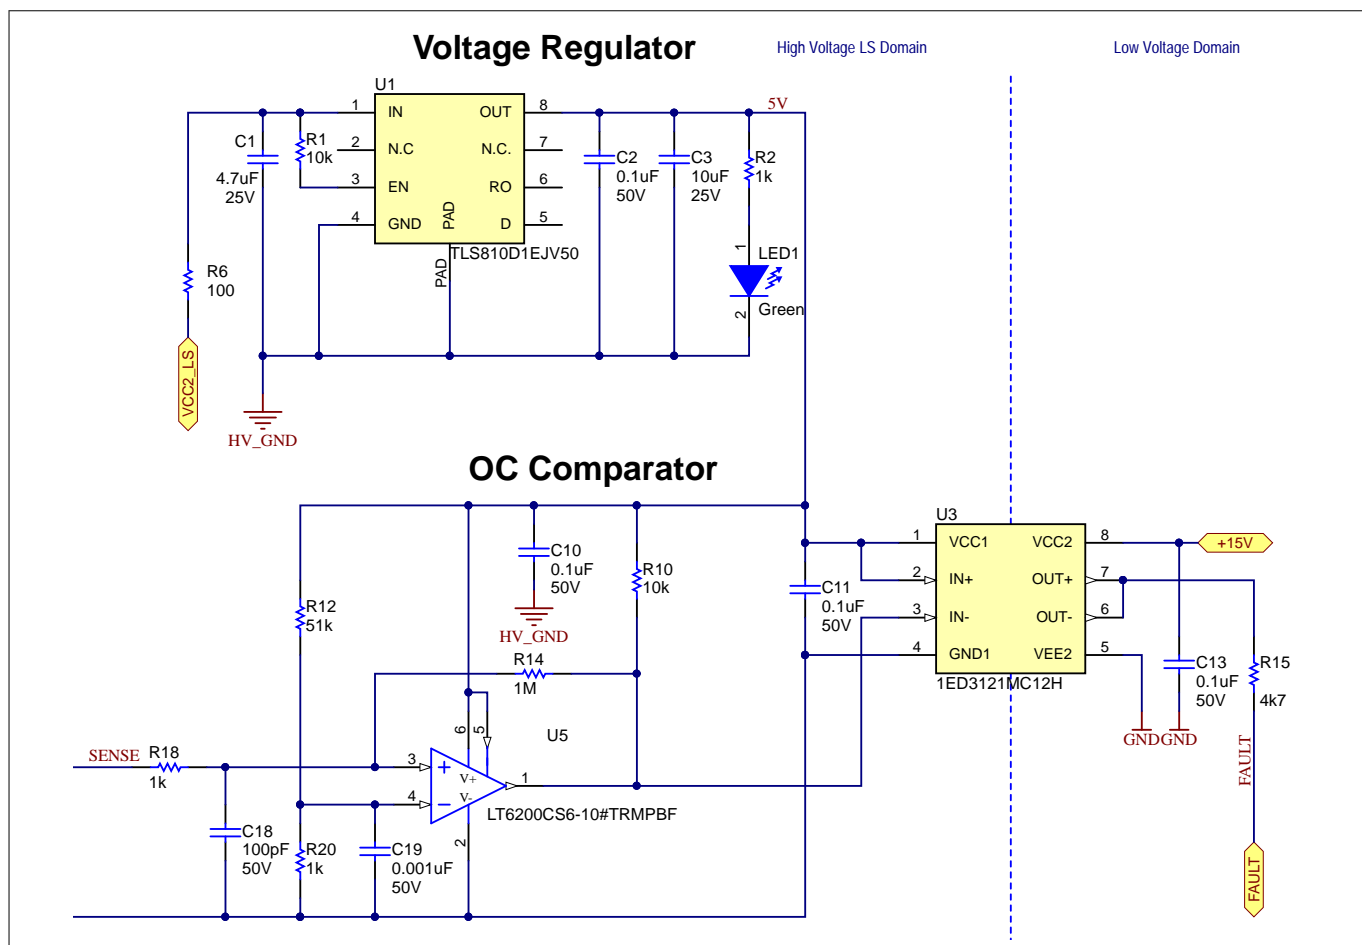 Voltage Regulator
High Voltage LS Domain
Low Voltage Domain
U1
1 IN OUT 8
2 N.C N.C. 7
3 EN RO 6
4 GND D 5
PAD
PAD
TLS810D1EJV50
5V
C1
4.7uF
25V
R1
10k
C2
0.1uF
50V
C3
10uF
25V
R2
1k
R6
100
1
LED1
2
Green
VCC2_LS
HV_GND
OC Comparator
U3
1 VCC1 VCC2 8
2 IN+ OUT+ 7
3 IN- OUT- 6
4 GND1 VEE2 5
1ED3121MC12H
+15V
C10
0.1uF
50V
HV_GND
R10
10k
C11
0.1uF
50V
R12
51k
R14
1M
C13
0.1uF
50V
R15
4k7
GND
GND
FAULT
FAULT
SENSE
R18
1k
6
5
U5
3
+
V+
1
4
−
V-
2
LT6200CS6-10#TRMPBF
C18
100pF
50V
R20
1k
C19
0.001uF
50V